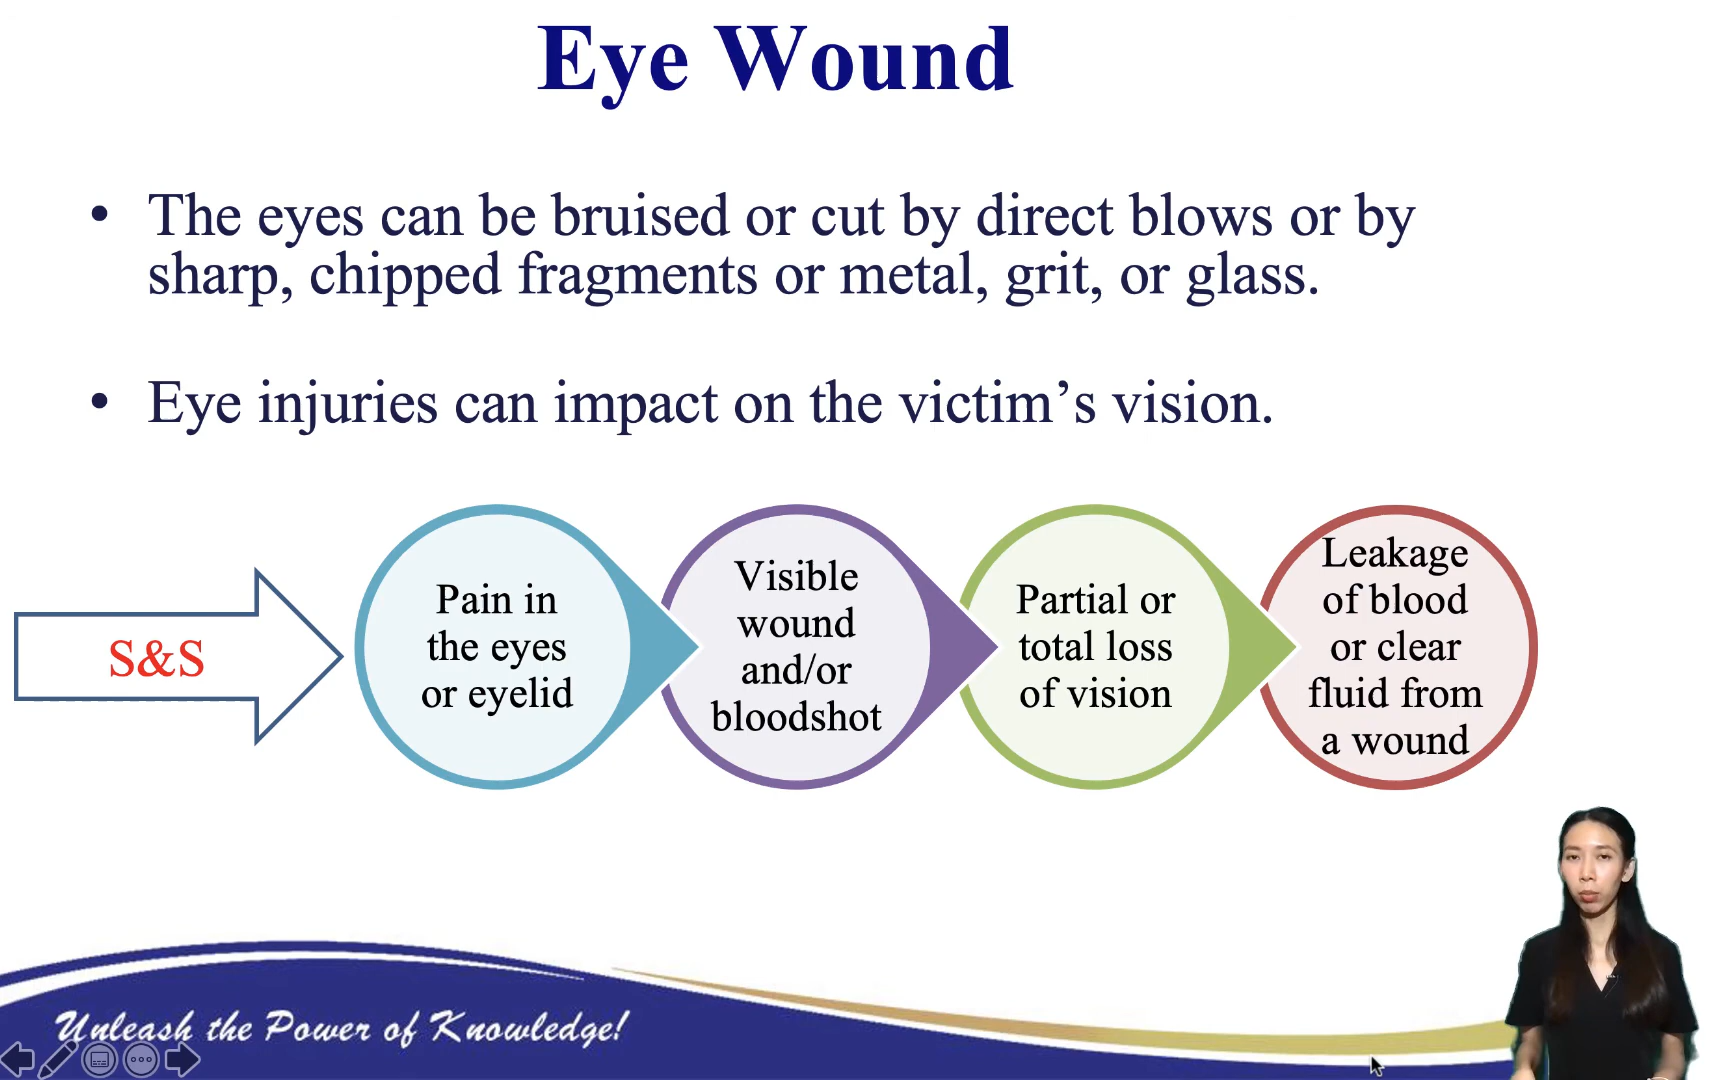 Eye Wound
• The eyes can be bruised or cut by direct blows or by
sharp, chipped fragments or metal, grit, or glass.
• Eye injuries can impact on the victim’s vision.
S&S
Pain in
the eyes
or eyelid
Visible
wound
and/or
bloodshot
Partial or
total loss
of vision
Leakage
of blood
or clear
fluid from
a wound
Unleash the Power of Knowledge!